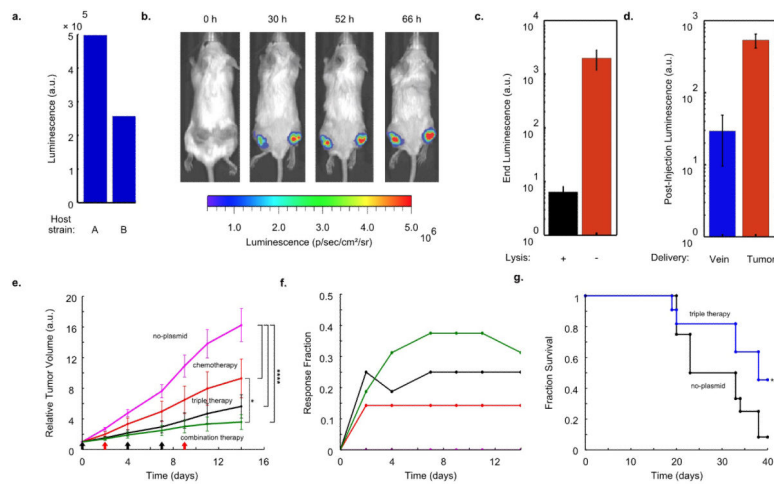 a.
5
× 10
5
4
3
2
1
0
Luminescence (a.u.)
Host
strain:
A
B
b.
0 h
30 h
52 h
66 h
1.0
2.0
3.0
4.0
5.0
10⁶
Luminescence (p/sec/cm²/sr)
c.
4
10
3
10
2
10
1
10
0
10
End Luminescence (a.u.)
Lysis:
+
-
d.
3
10
2
10
1
10
0
10
Post-Injection Luminescence (a.u.)
Delivery:
Vein
Tumor
e.
20
16
12
8
4
0
Relative Tumor Volume (a.u.)
no-plasmid
chemotherapy
triple therapy
combination therapy
*
****
0
4
8
12
16
Time (days)
f.
0.5
0.4
0.3
0.2
0.1
0
Response Fraction
0
4
8
12
Time (days)
g.
1
0.8
0.6
0.4
0.2
0
Fraction Survival
triple therapy
no-plasmid
*
0
10
20
30
40
Time (days)